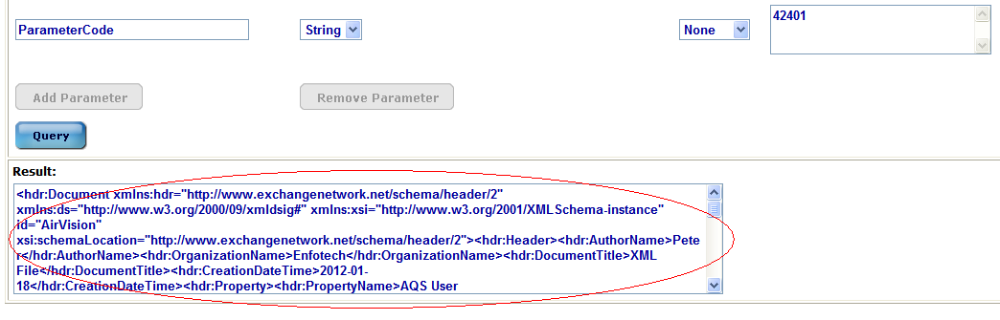 ParameterCode String None 42401
Add Parameter Remove Parameter
Query
Result:
<hdr:Document xmlns:hdr="http://www.exchangenetwork.net/schema/header/2"
xmlns:ds="http://www.w3.org/2000/09/xmldsig#" xmlns:xsi="http://www.w3.org/2001/XMLSchema-instance"
id="AirVision"
xsi:schemaLocation="http://www.exchangenetwork.net/schema/header/2"><hdr:Header><hdr:AuthorName>Pete
r</hdr:AuthorName><hdr:OrganizationName>Enfotech</hdr:OrganizationName><hdr:DocumentTitle>XML
File</hdr:DocumentTitle><hdr:CreationDateTime>2012-01-
18</hdr:CreationDateTime><hdr:Property><hdr:PropertyName>AQS User